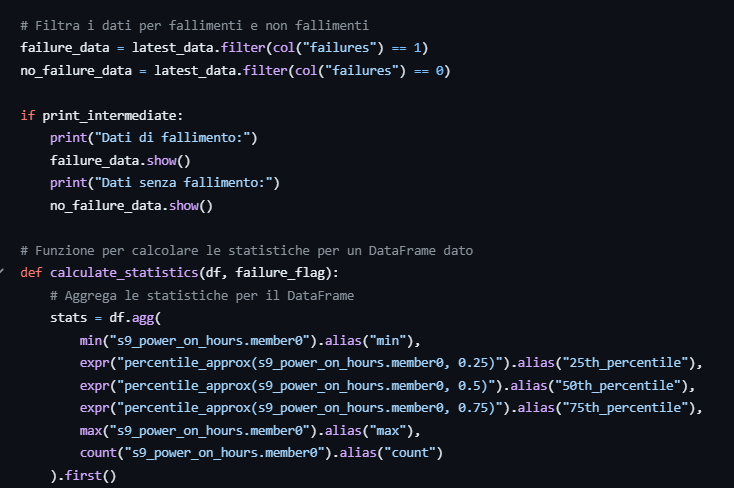 # Filtra i dati per fallimenti e non fallimenti
failure_data = latest_data.filter(col("failures") == 1)
no_failure_data = latest_data.filter(col("failures") == 0)

if print_intermediate:
    print("Dati di fallimento:")
    failure_data.show()
    print("Dati senza fallimento:")
    no_failure_data.show()

# Funzione per calcolare le statistiche per un DataFrame dato
def calculate_statistics(df, failure_flag):
    # Aggrega le statistiche per il DataFrame
    stats = df.agg(
        min("s9_power_on_hours.member0").alias("min"),
        expr("percentile_approx(s9_power_on_hours.member0, 0.25)").alias("25th_percentile"),
        expr("percentile_approx(s9_power_on_hours.member0, 0.5)").alias("50th_percentile"),
        expr("percentile_approx(s9_power_on_hours.member0, 0.75)").alias("75th_percentile"),
        max("s9_power_on_hours.member0").alias("max"),
        count("s9_power_on_hours.member0").alias("count")
    ).first()